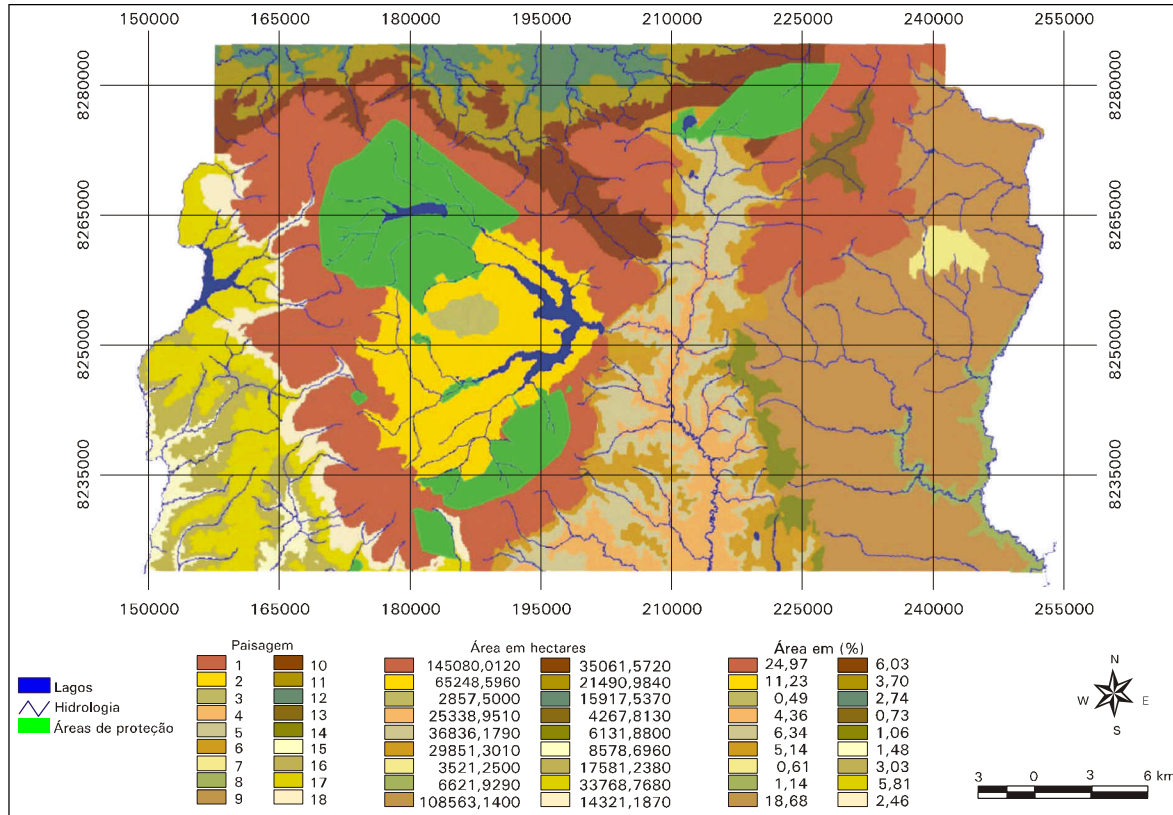 150000 165000 180000 195000 210000 225000 240000 255000
8280000 8280000
8265000 8265000
8250000 8250000
8235000 8235000
150000 165000 180000 195000 210000 225000 240000 255000
Lagos
Hidrologia
Áreas de proteção
Paisagem
1 10
2 11
3 12
4 13
5 14
6 15
7 16
8 17
9 18
Área em hectares
145080,0120 35061,5720
65248,5960 21490,9840
2857,5000 15917,5370
25338,9510 4267,8130
36836,1790 6131,8800
29851,3010 8578,6960
3521,2500 17581,2380
6621,9290 33768,7680
108563,1400 14321,1870
Área em (%)
24,97 6,03
11,23 3,70
0,49 2,74
4,36 0,73
6,34 1,06
5,14 1,48
0,61 3,03
1,14 5,81
18,68 2,46
N
W E
S
3 0 3 6 km